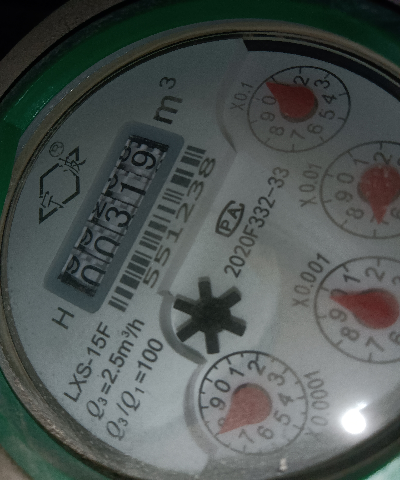 m³
00319
H
551238
PA
2020F332-33
LXS-15F
Q₃=2.5m³/h
Q₃/Q₁=100
X0.1
X0.01
X0.001
X0.0001